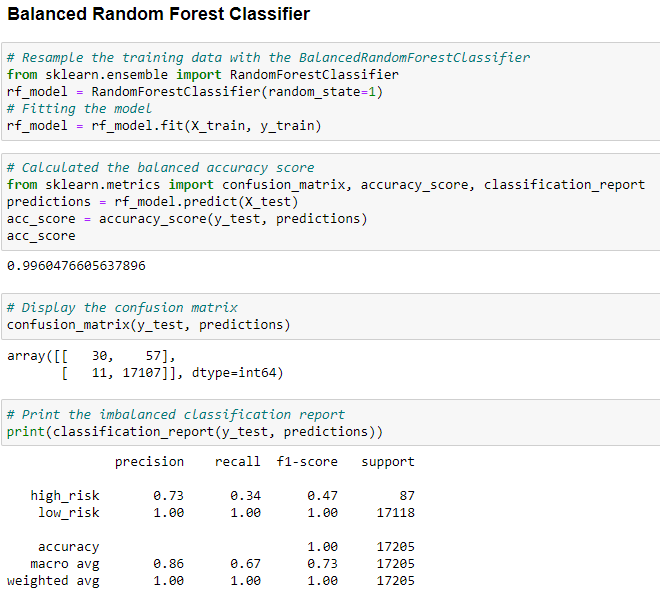 Balanced Random Forest Classifier
# Resample the training data with the BalancedRandomForestClassifier
from sklearn.ensemble import RandomForestClassifier
rf_model = RandomForestClassifier(random_state=1)
# Fitting the model
rf_model = rf_model.fit(X_train, y_train)
# Calculated the balanced accuracy score
from sklearn.metrics import confusion_matrix, accuracy_score, classification_report
predictions = rf_model.predict(X_test)
acc_score = accuracy_score(y_test, predictions)
acc_score
0.9960476605637896
# Display the confusion matrix
confusion_matrix(y_test, predictions)
array([[   30,    57],
       [   11, 17107]], dtype=int64)
# Print the imbalanced classification report
print(classification_report(y_test, predictions))
              precision    recall  f1-score   support
   high_risk       0.73      0.34      0.47        87
    low_risk       1.00      1.00      1.00     17118
    accuracy                           1.00     17205
   macro avg       0.86      0.67      0.73     17205
weighted avg       1.00      1.00      1.00     17205